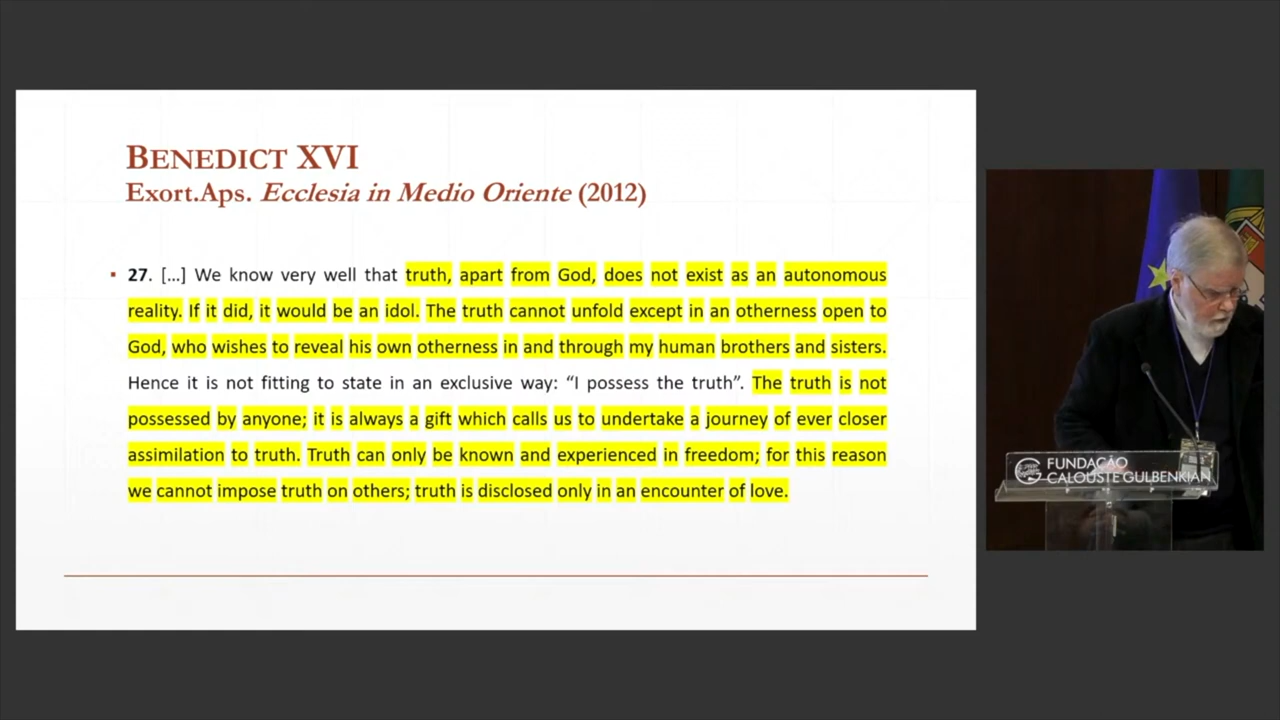 BENEDICT XVI
Exort.Aps. Ecclesia in Medio Oriente (2012)
▪ 27. [...] We know very well that truth, apart from God, does not exist as an autonomous
reality. If it did, it would be an idol. The truth cannot unfold except in an otherness open to
God, who wishes to reveal his own otherness in and through my human brothers and sisters.
Hence it is not fitting to state in an exclusive way: “I possess the truth”. The truth is not
possessed by anyone; it is always a gift which calls us to undertake a journey of ever closer
assimilation to truth. Truth can only be known and experienced in freedom; for this reason
we cannot impose truth on others; truth is disclosed only in an encounter of love.
FUNDAÇÃO
CALOUSTE GULBENKIAN